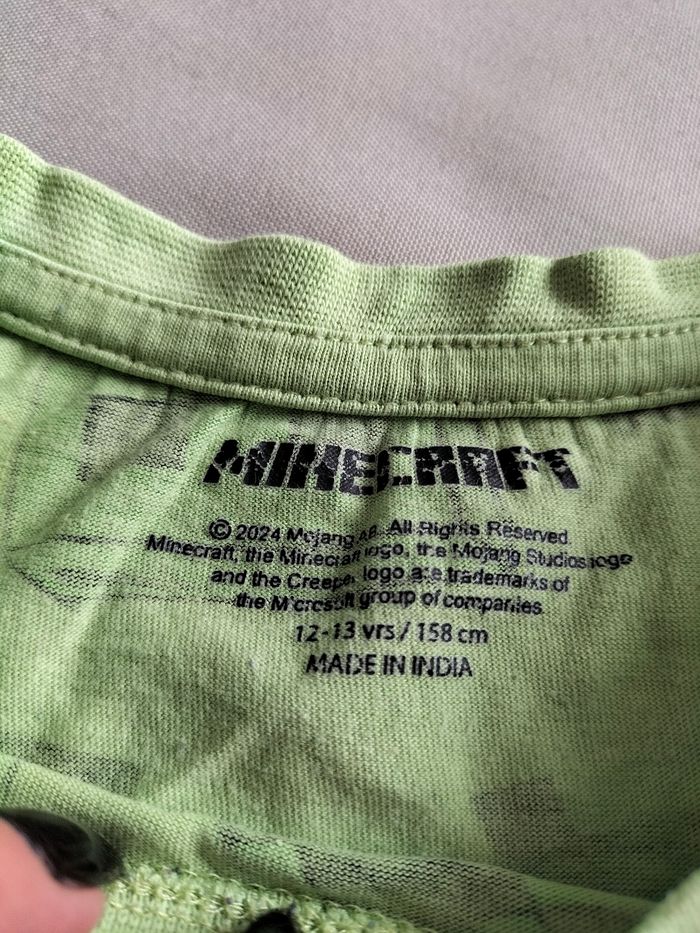 MINECRAFT
© 2024 Mojang AB. All Rights Reserved
Minecraft, the Minecraft logo, the Mojang Studios logo
and the Creeper logo are trademarks of
the Microsoft group of companies
12-13 yrs / 158 cm
MADE IN INDIA